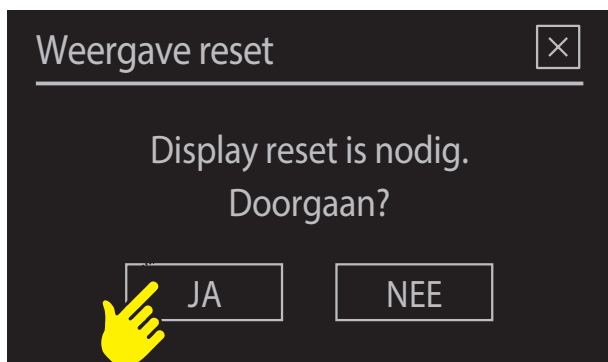 Weergave reset
Display reset is nodig.
Doorgaan?
JA
NEE